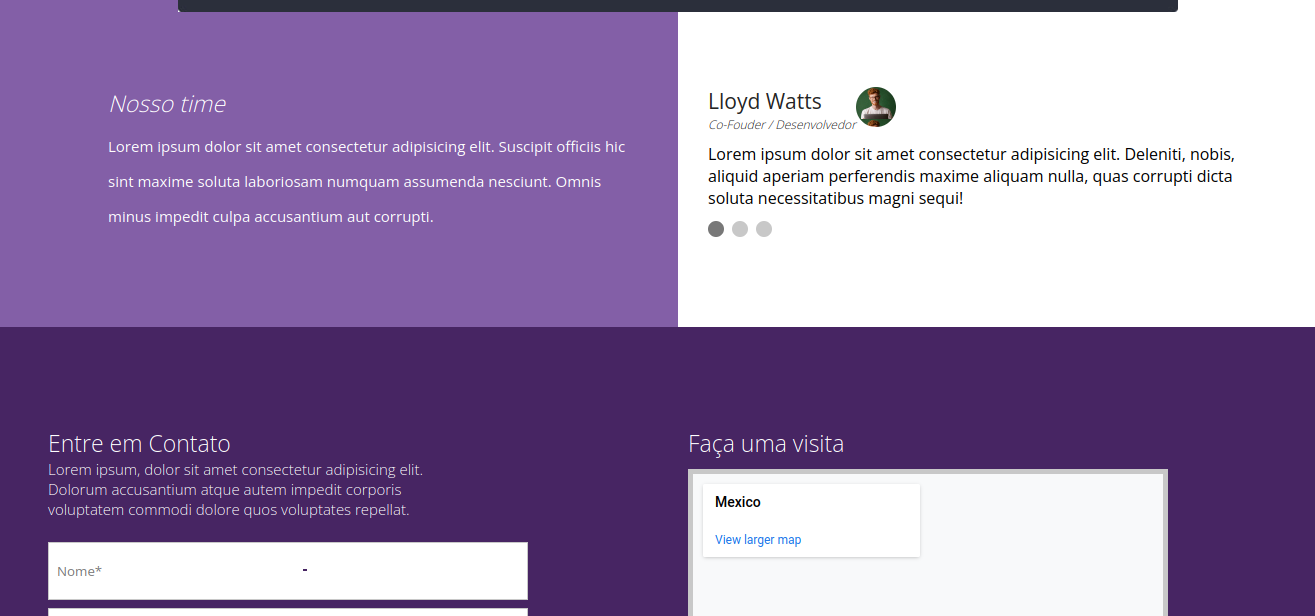 Nosso time
Lorem ipsum dolor sit amet consectetur adipisicing elit. Suscipit officiis hic
sint maxime soluta laboriosam numquam assumenda nesciunt. Omnis
minus impedit culpa accusantium aut corrupti.
Lloyd Watts
Co-Fouder / Desenvolvedor
Lorem ipsum dolor sit amet consectetur adipisicing elit. Deleniti, nobis,
aliquid aperiam perferendis maxime aliquam nulla, quas corrupti dicta
soluta necessitatibus magni sequi!
Entre em Contato
Lorem ipsum, dolor sit amet consectetur adipisicing elit.
Dolorum accusantium atque autem impedit corporis
voluptatem commodi dolore quos voluptates repellat.
Nome*
-
Faça uma visita
Mexico
View larger map